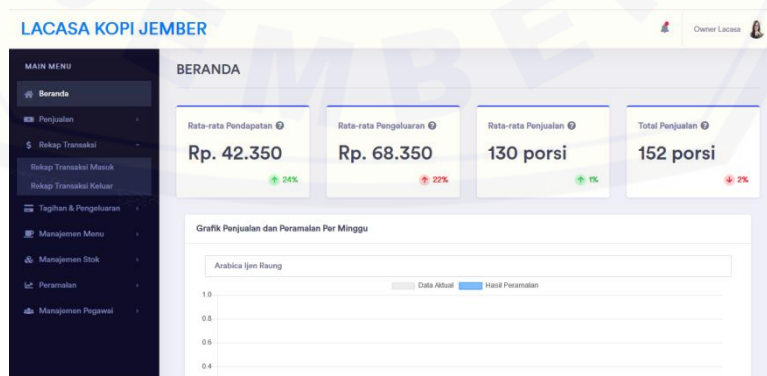 LACASA KOPI JEMBER
Owner Lacasa
MAIN MENU
Beranda
Penjualan
Rekap Transaksi
Rekap Transaksi Masuk
Rekap Transaksi Keluar
Tagihan & Pengeluaran
Manajemen Menu
Manajemen Stok
Peramalan
Manajemen Pegawai
BERANDA
Rata-rata Pendapatan
Rp. 42.350
24%
Rata-rata Pengeluaran
Rp. 68.350
22%
Rata-rata Penjualan
130 porsi
1%
Total Penjualan
152 porsi
2%
Grafik Penjualan dan Peramalan Per Minggu
Arabica Ijen Raung
Data Aktual Hasil Peramalan
1.0
0.8
0.6
0.4